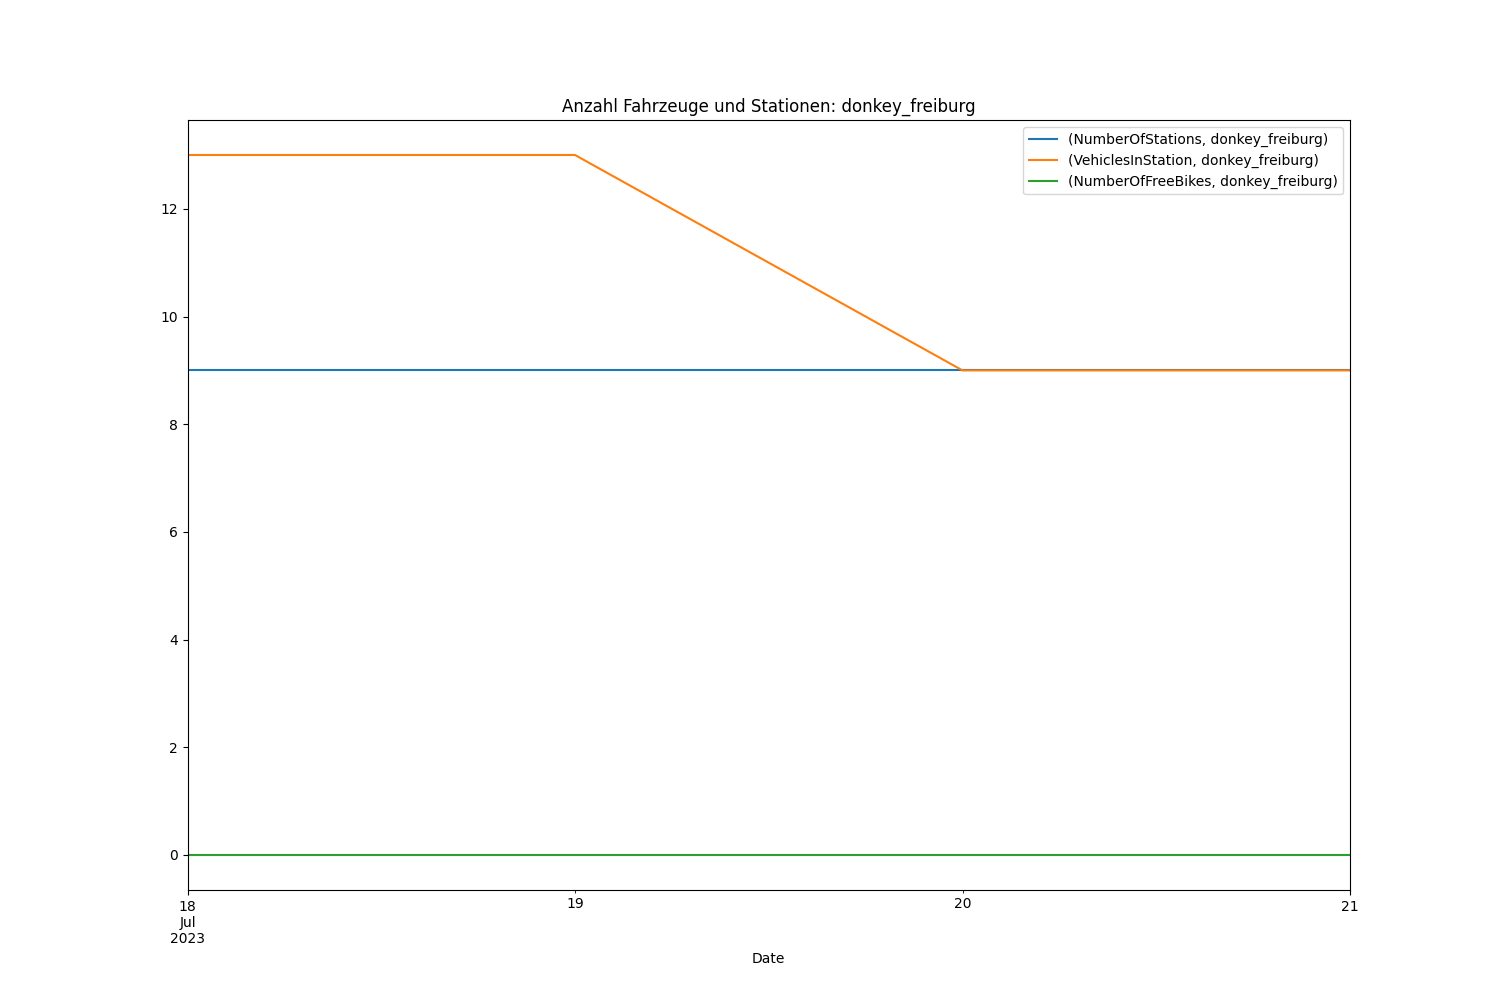 Anzahl Fahrzeuge und Stationen: donkey_freiburg
(NumberOfStations, donkey_freiburg)
(VehiclesInStation, donkey_freiburg)
(NumberOfFreeBikes, donkey_freiburg)
12
10
8
6
4
2
0
18 19 20 21
Jul
2023
Date